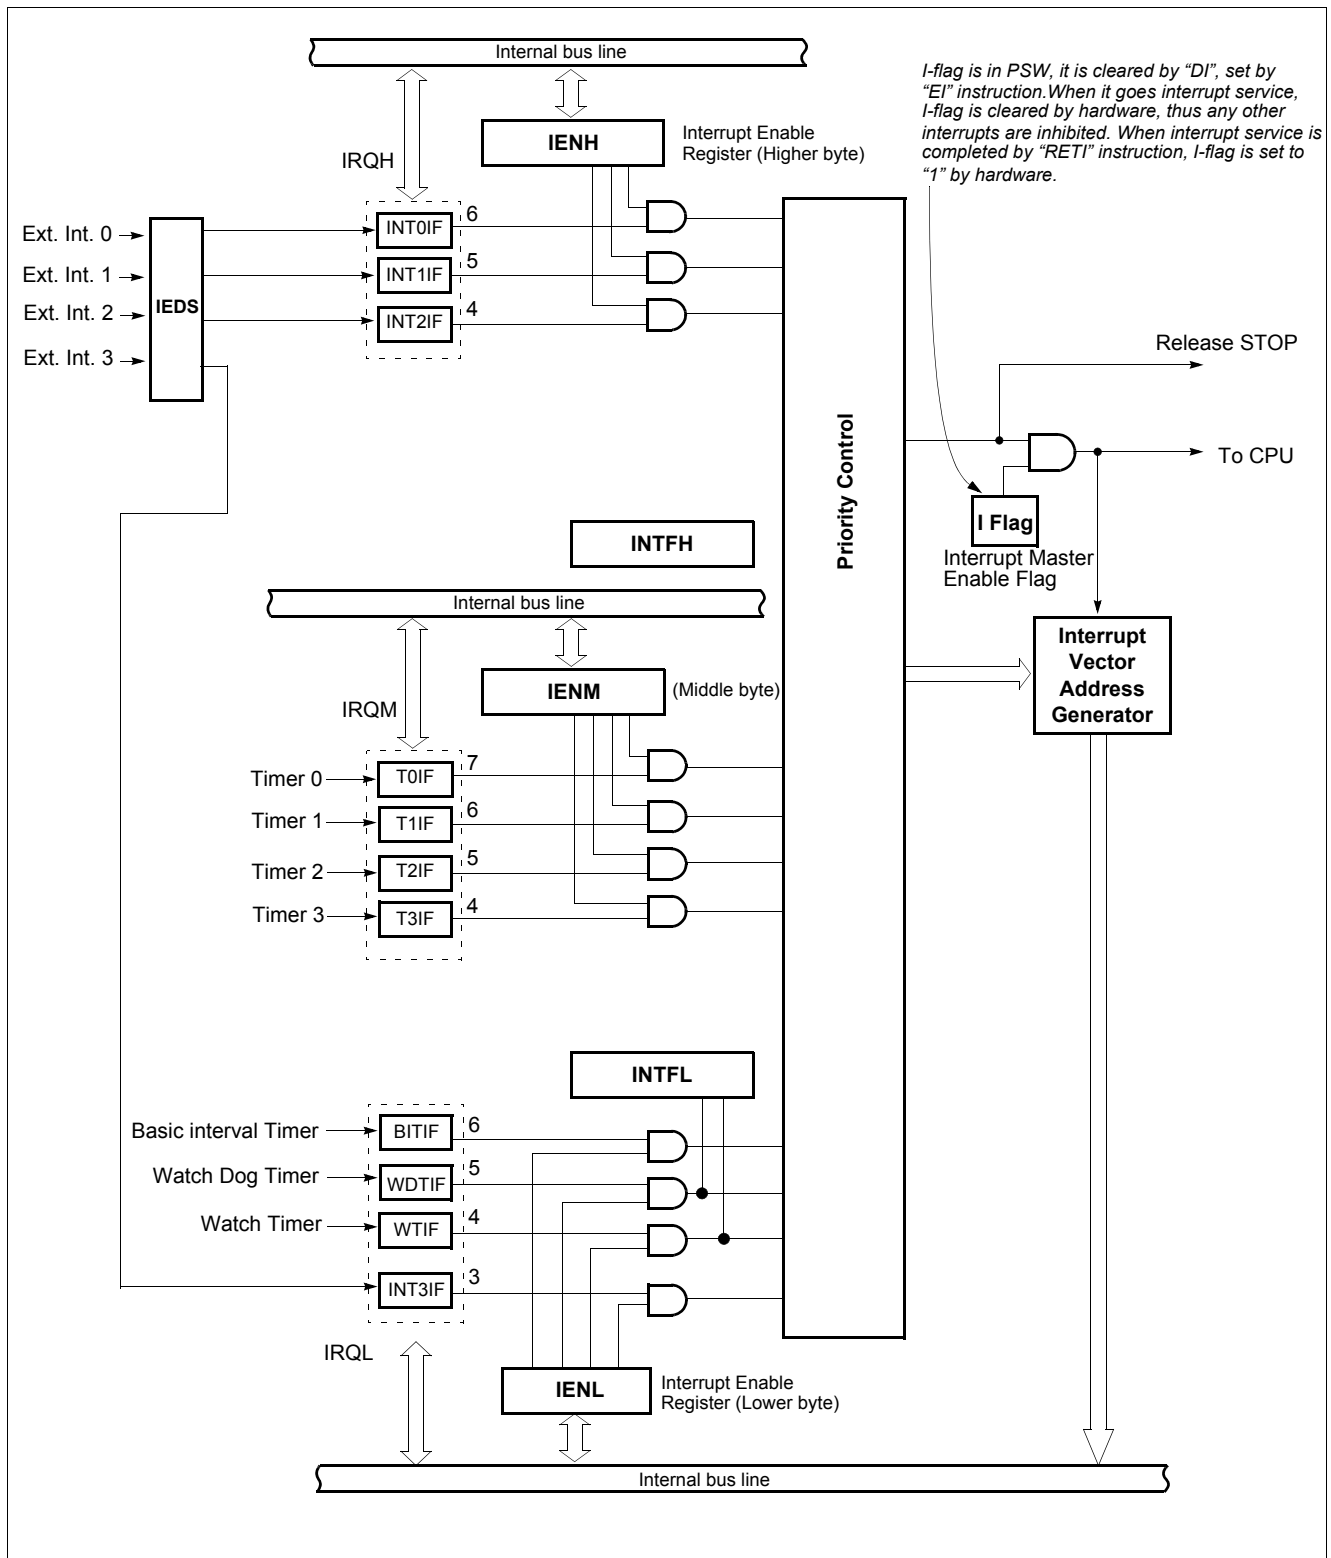 Internal bus line
I-flag is in PSW, it is cleared by “DI”, set by
“EI” instruction.When it goes interrupt service,
I-flag is cleared by hardware, thus any other
interrupts are inhibited. When interrupt service is
completed by “RETI” instruction, I-flag is set to
“1” by hardware.
IENH
Interrupt Enable
Register (Higher byte)
IRQH
Ext. Int. 0
Ext. Int. 1
Ext. Int. 2
Ext. Int. 3
IEDS
INT0IF
6
INT1IF
5
INT2IF
4
Priority Control
Release STOP
To CPU
I Flag
Interrupt Master
Enable Flag
INTFH
Internal bus line
IENM
(Middle byte)
IRQM
Interrupt
Vector
Address
Generator
Timer 0
T0IF
7
Timer 1
T1IF
6
Timer 2
T2IF
5
Timer 3
T3IF
4
INTFL
Basic interval Timer
BITIF
6
Watch Dog Timer
WDTIF
5
Watch Timer
WTIF
4
INT3IF
3
IRQL
IENL
Interrupt Enable
Register (Lower byte)
Internal bus line